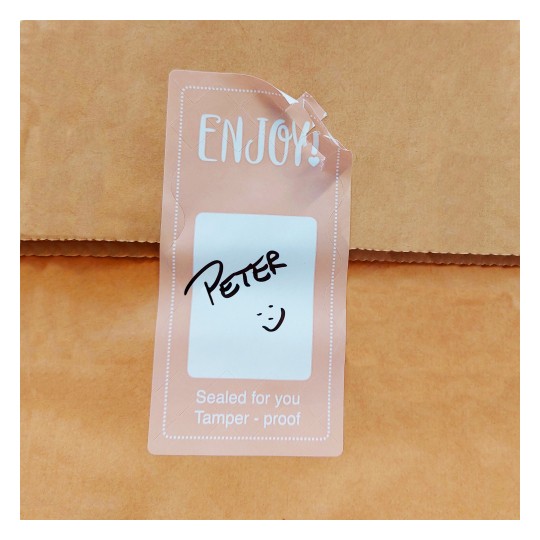 ENJOY!
PETER
Sealed for you
Tamper - proof